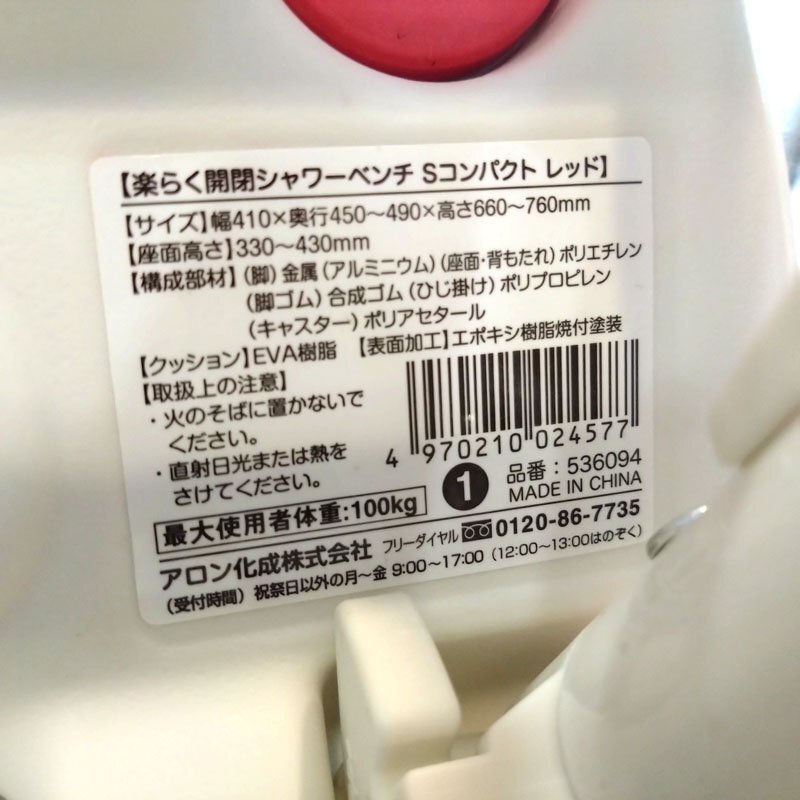 【楽らく開閉シャワーベンチ Sコンパクト レッド】
【サイズ】幅410×奥行450～490×高さ660～760mm
【座面高さ】330～430mm
【構成部材】(脚)金属(アルミニウム)(座面・背もたれ)ポリエチレン
(脚ゴム)合成ゴム(ひじ掛け)ポリプロピレン
(キャスター)ポリアセタール
【クッション】EVA樹脂 【表面加工】エポキシ樹脂焼付塗装
【取扱上の注意】
・火のそばに置かないで
ください。
・直射日光または熱を
さけてください。
4 970210 024577
1 品番：536094
MADE IN CHINA
最大使用者体重:100kg
アロン化成株式会社 フリーダイヤル 0120-86-7735
(受付時間) 祝祭日以外の月～金 9:00～17:00 (12:00～13:00はのぞく)